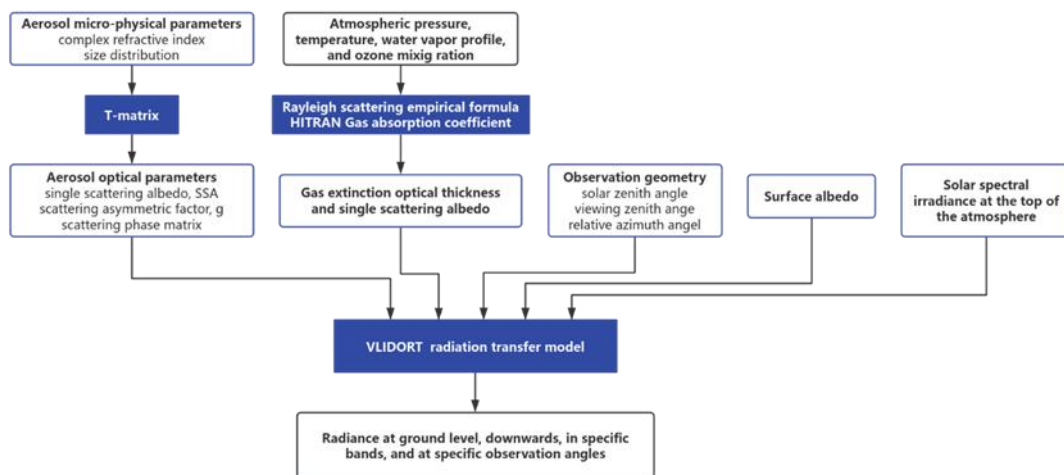 Aerosol micro-physical parameters
complex refractive index
size distribution
Atmospheric pressure,
temperature, water vapor profile,
and ozone mixig ration
T-matrix
Rayleigh scattering empirical formula
HITRAN Gas absorption coefficient
Aerosol optical parameters
single scattering albedo, SSA
scattering asymmetric factor, g
scattering phase matrix
Gas extinction optical thickness
and single scattering albedo
Observation geometry
solar zenith angle
viewing zenith ange
relative azimuth angel
Surface albedo
Solar spectral
irradiance at the top of
the atmosphere
VLIDORT radiation transfer model
Radiance at ground level, downwards, in specific
bands, and at specific observation angles